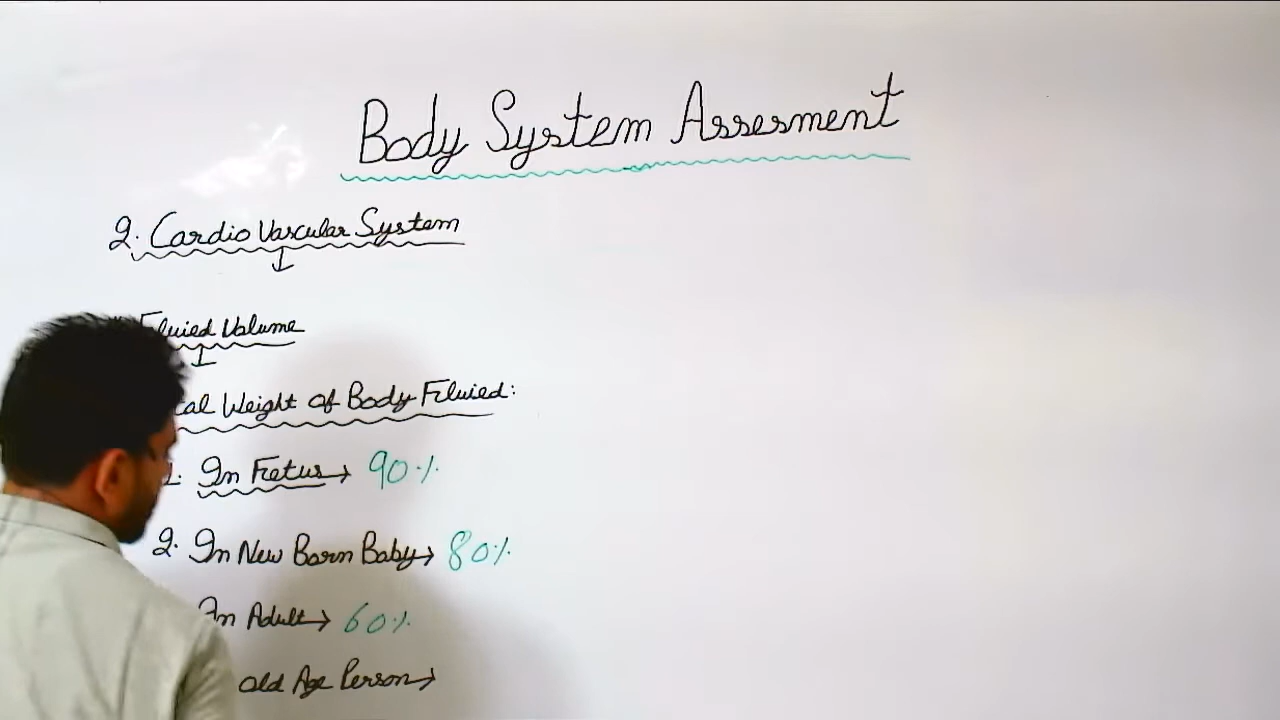 Body System Assesment
2. Cardio Vascular System
Fluied Volume
Weight of Body Fluied:
1. In Fetus → 90%
2. In New Born Baby → 80%
In Adult → 60%
old Age Person →